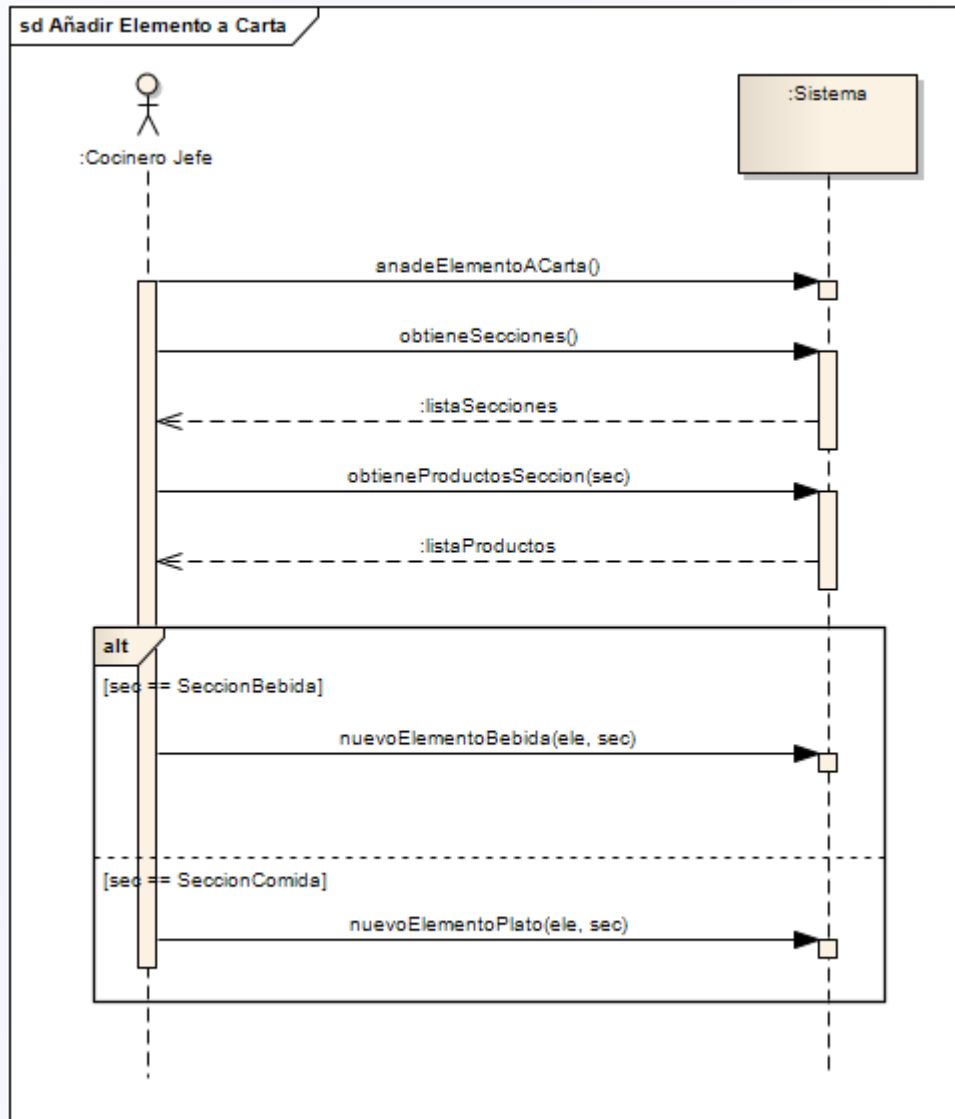 sd Añadir Elemento a Carta
:Sistema
:Cocinero Jefe
anadeElementoACarta()
obtieneSecciones()
:listaSecciones
obtieneProductosSeccion(sec)
:listaProductos
alt
[sec == SeccionBebida]
nuevoElementoBebida(ele, sec)
[sec == SeccionComida]
nuevoElementoPlato(ele, sec)